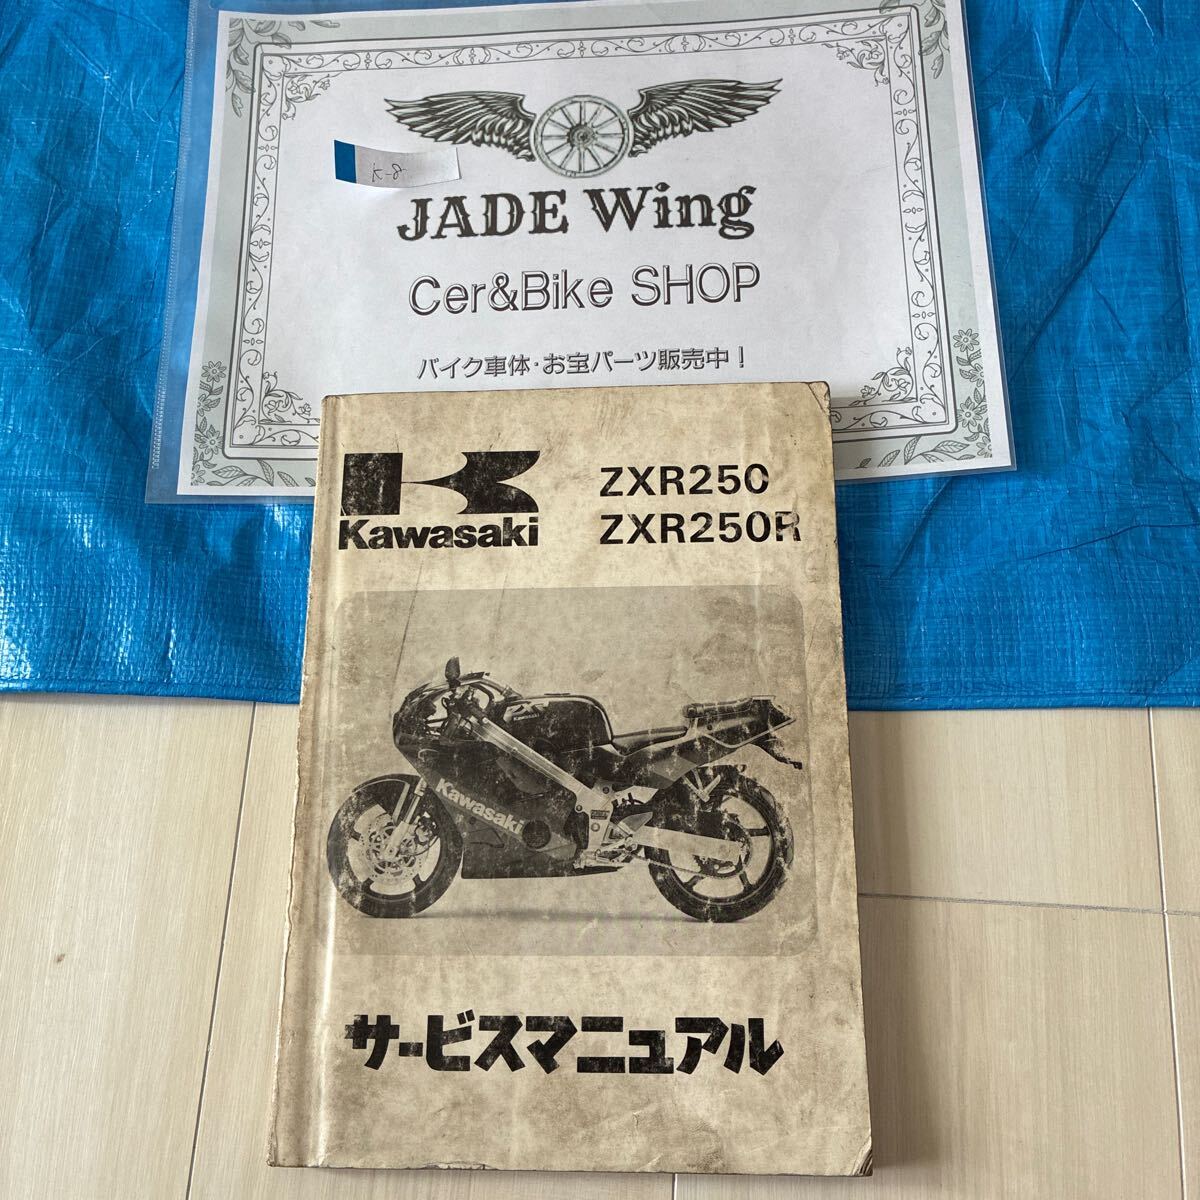 K-8
JADE Wing
Cer&Bike SHOP
バイク車体・お宝パーツ販売中！
Kawasaki
ZXR250
ZXR250R
ZXR
Kawasaki
サービスマニュアル